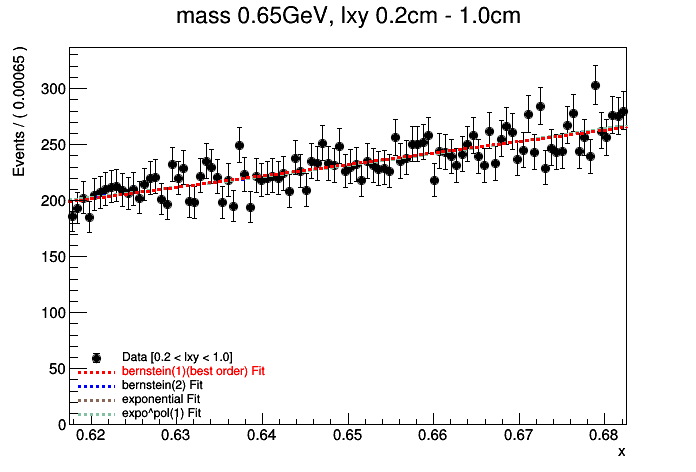 mass 0.65GeV, lxy 0.2cm - 1.0cm
Events / ( 0.00065 )
300
250
200
250
100
50
0
Data [0.2 < lxy < 1.0]
bernstein(1)(best order) Fit
bernstein(2) Fit
exponential Fit
expo^pol(1) Fit
0.62 0.63 0.64 0.65 0.66 0.67 0.68
x